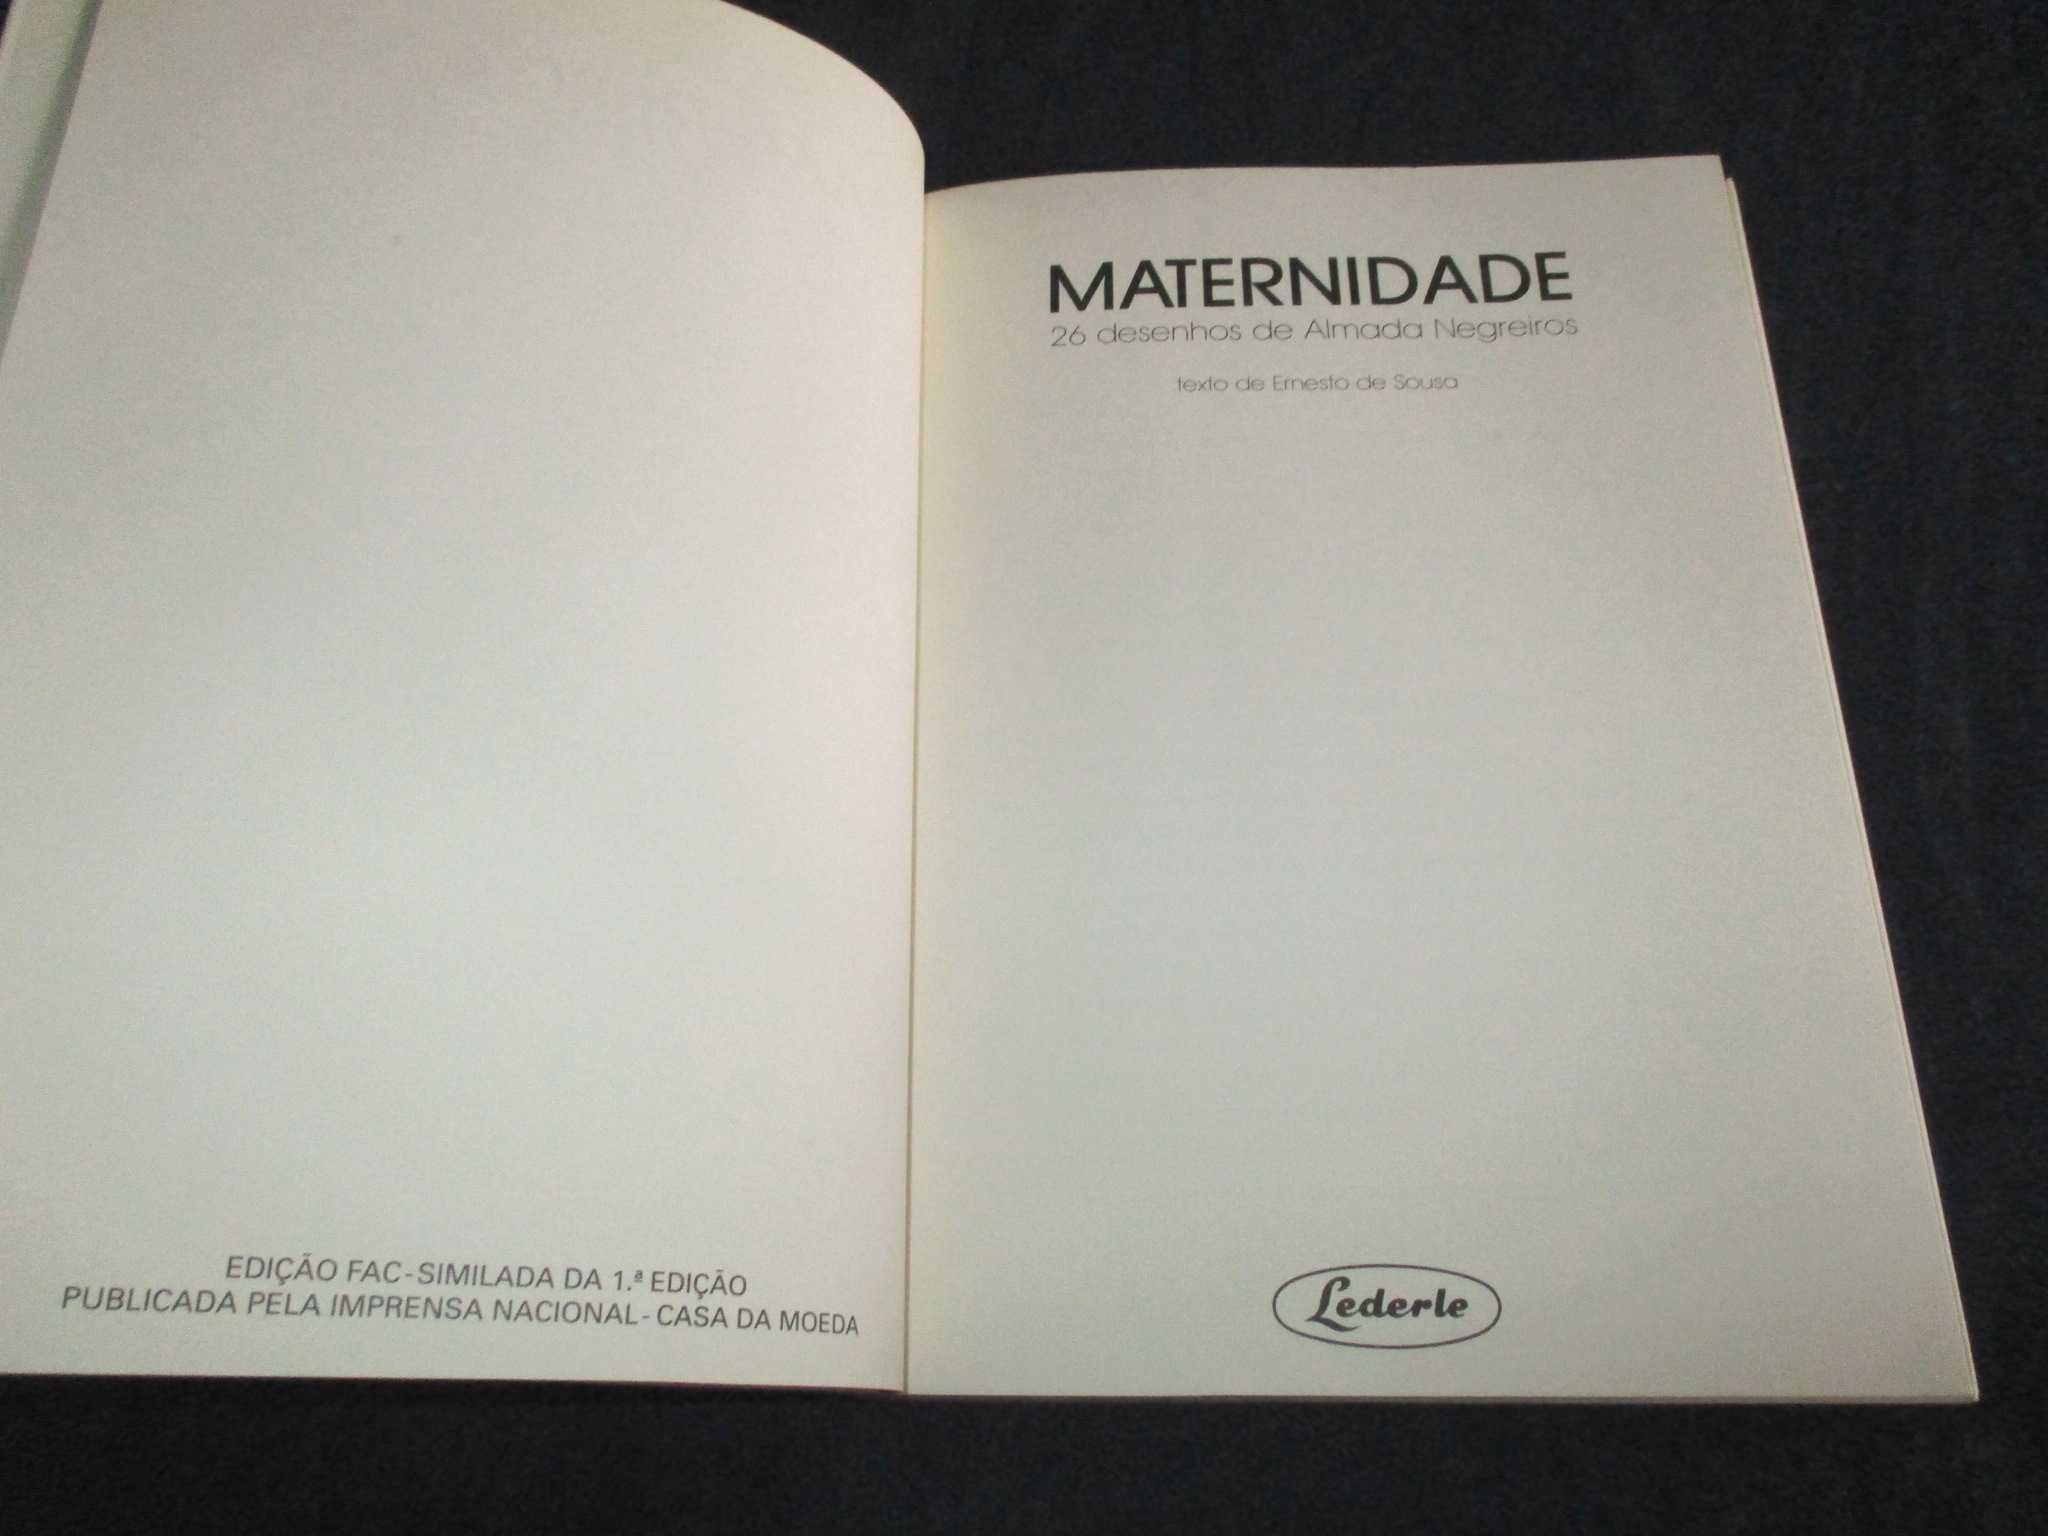 EDIÇÃO FAC-SIMILADA DA 1.ª EDIÇÃO
PUBLICADA PELA IMPRENSA NACIONAL-CASA DA MOEDA
MATERNIDADE
26 desenhos de Almada Negreiros
texto de Ernesto de Sousa
Lederle